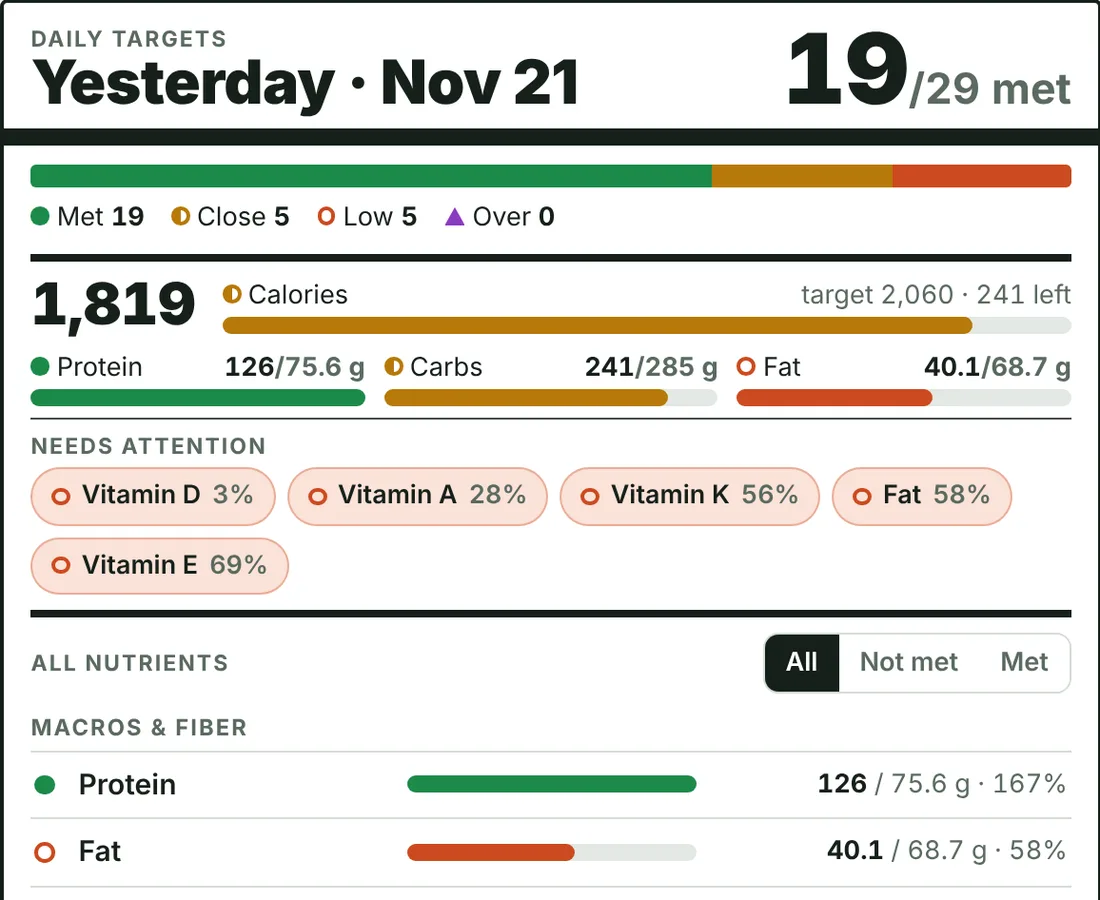 DAILY TARGETS
Yesterday · Nov 21
19/29 met
Met 19 Close 5 Low 5 Over 0
1,819
Calories target 2,060 · 241 left
Protein 126/75.6 g Carbs 241/285 g Fat 40.1/68.7 g
NEEDS ATTENTION
Vitamin D 3% Vitamin A 28% Vitamin K 56% Fat 58%
Vitamin E 69%
ALL NUTRIENTS All Not met Met
MACROS & FIBER
Protein 126 / 75.6 g · 167%
Fat 40.1 / 68.7 g · 58%